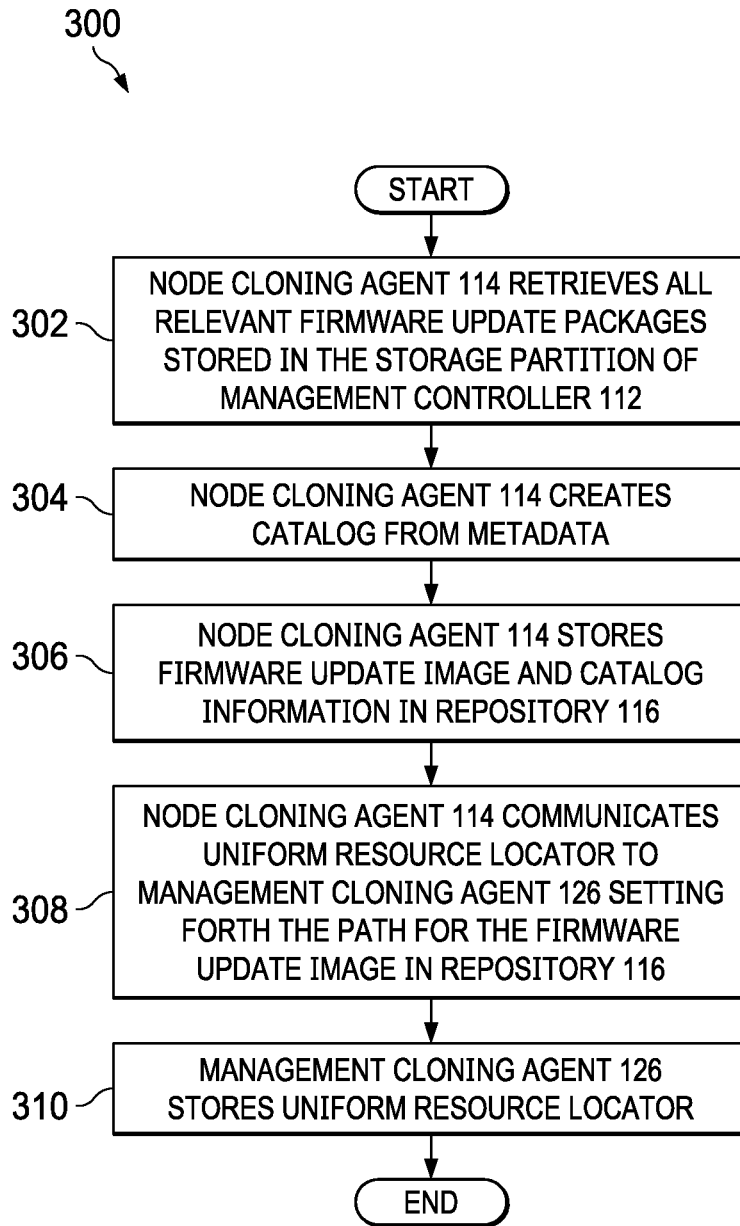 300
START
302
NODE CLONING AGENT 114 RETRIEVES ALL
RELEVANT FIRMWARE UPDATE PACKAGES
STORED IN THE STORAGE PARTITION OF
MANAGEMENT CONTROLLER 112
304
NODE CLONING AGENT 114 CREATES
CATALOG FROM METADATA
306
NODE CLONING AGENT 114 STORES
FIRMWARE UPDATE IMAGE AND CATALOG
INFORMATION IN REPOSITORY 116
308
NODE CLONING AGENT 114 COMMUNICATES
UNIFORM RESOURCE LOCATOR TO
MANAGEMENT CLONING AGENT 126 SETTING
FORTH THE PATH FOR THE FIRMWARE
UPDATE IMAGE IN REPOSITORY 116
310
MANAGEMENT CLONING AGENT 126
STORES UNIFORM RESOURCE LOCATOR
END